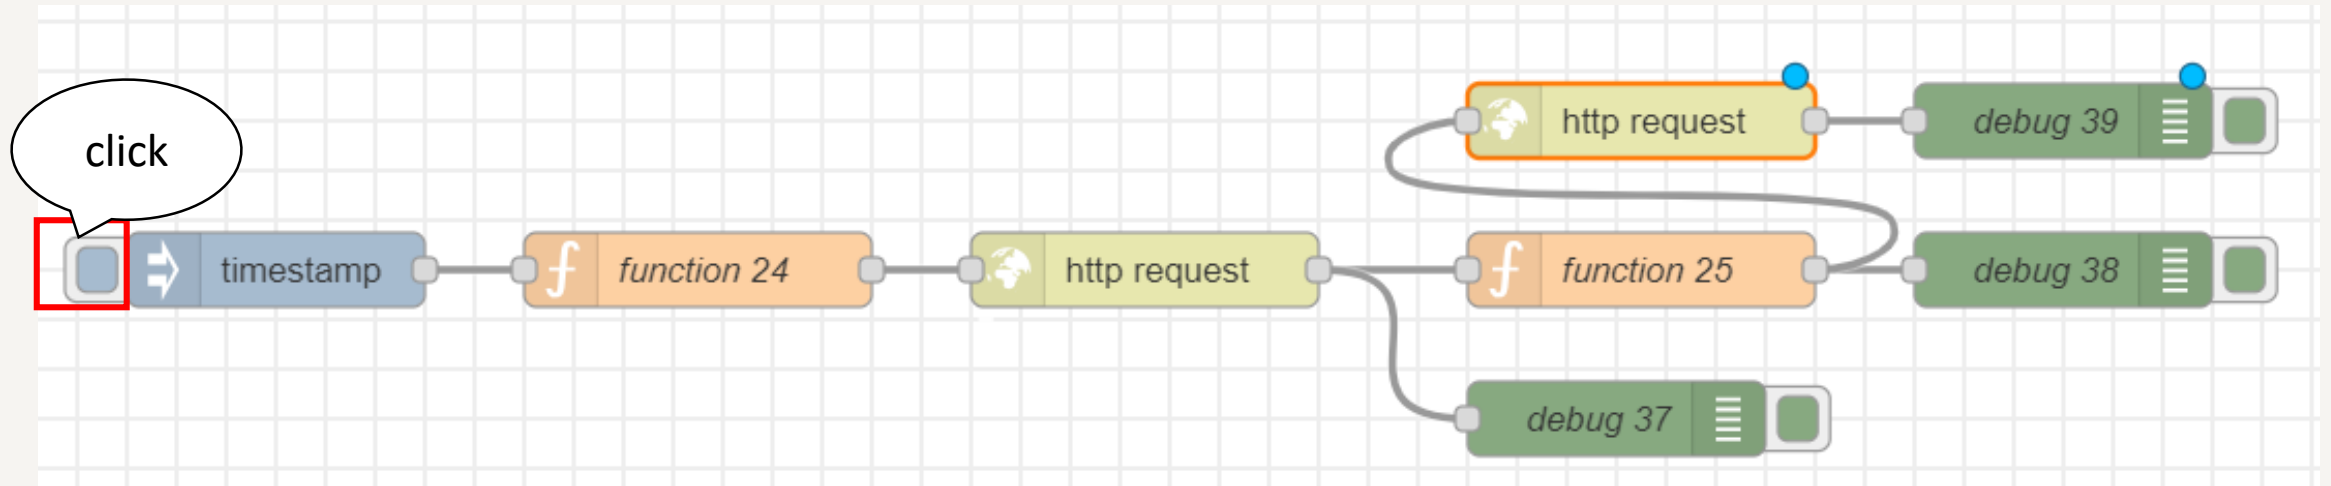 http request
debug 39
click
timestamp
function 24
http request
function 25
debug 38
debug 37